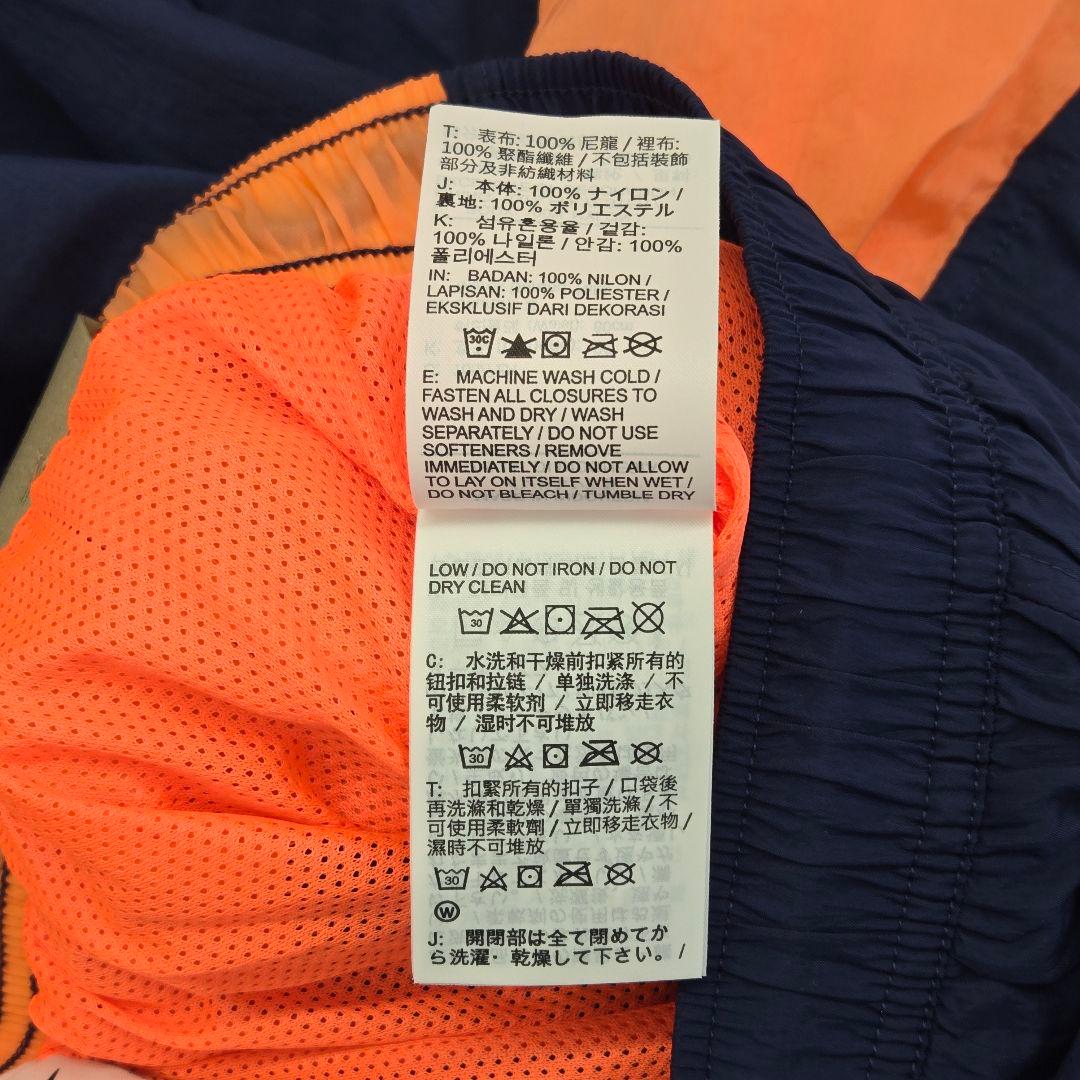 T: 表布: 100% 尼龍 / 裡布:
100% 聚酯纖維 / 不包括裝飾
部分及非紡織材料
J: 本体: 100% ナイロン /
裏地: 100% ポリエステル
K: 섬유혼용율 / 겉감:
100% 나일론 / 안감: 100%
폴리에스터
IN: BADAN: 100% NILON /
LAPISAN: 100% POLIESTER /
EKSKLUSIF DARI DEKORASI
30C
E: MACHINE WASH COLD /
FASTEN ALL CLOSURES TO
WASH AND DRY / WASH
SEPARATELY / DO NOT USE
SOFTENERS / REMOVE
IMMEDIATELY / DO NOT ALLOW
TO LAY ON ITSELF WHEN WET /
DO NOT BLEACH / TUMBLE DRY
LOW / DO NOT IRON / DO NOT
DRY CLEAN
30
C: 水洗和干燥前扣紧所有的
钮扣和拉链 / 单独洗涤 / 不
可使用柔软剂 / 立即移走衣
物 / 湿时不可堆放
30
T: 扣緊所有的扣子 / 口袋後
再洗滌和乾燥 / 單獨洗滌 / 不
可使用柔軟劑 / 立即移走衣物 /
濕時不可堆放
30
W
J: 開閉部は全て閉めてか
ら洗濯・乾燥して下さい。 /